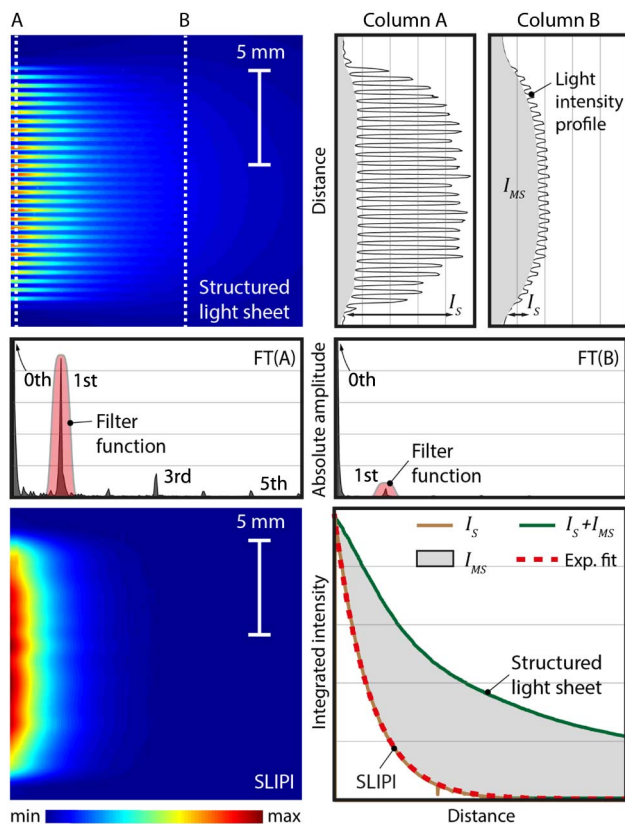 A
B
5 mm
Structured
light sheet
Column A
Column B
Distance
I_S
Light
intensity
profile
I_MS
I_S
FT(A)
0th
1st
Filter
function
3rd
5th
Absolute amplitude
FT(B)
0th
1st
Filter
function
5 mm
SLIPI
min
max
Integrated intensity
I_S
I_S+I_MS
I_MS
Exp. fit
Structured
light sheet
SLIPI
Distance